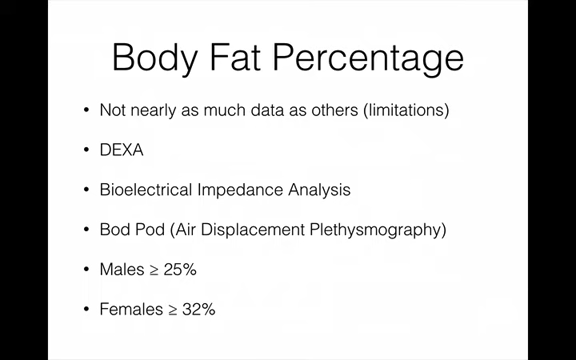 Body Fat Percentage
• Not nearly as much data as others (limitations)
• DEXA
• Bioelectrical Impedance Analysis
• Bod Pod (Air Displacement Plethysmography)
• Males ≥ 25%
• Females ≥ 32%